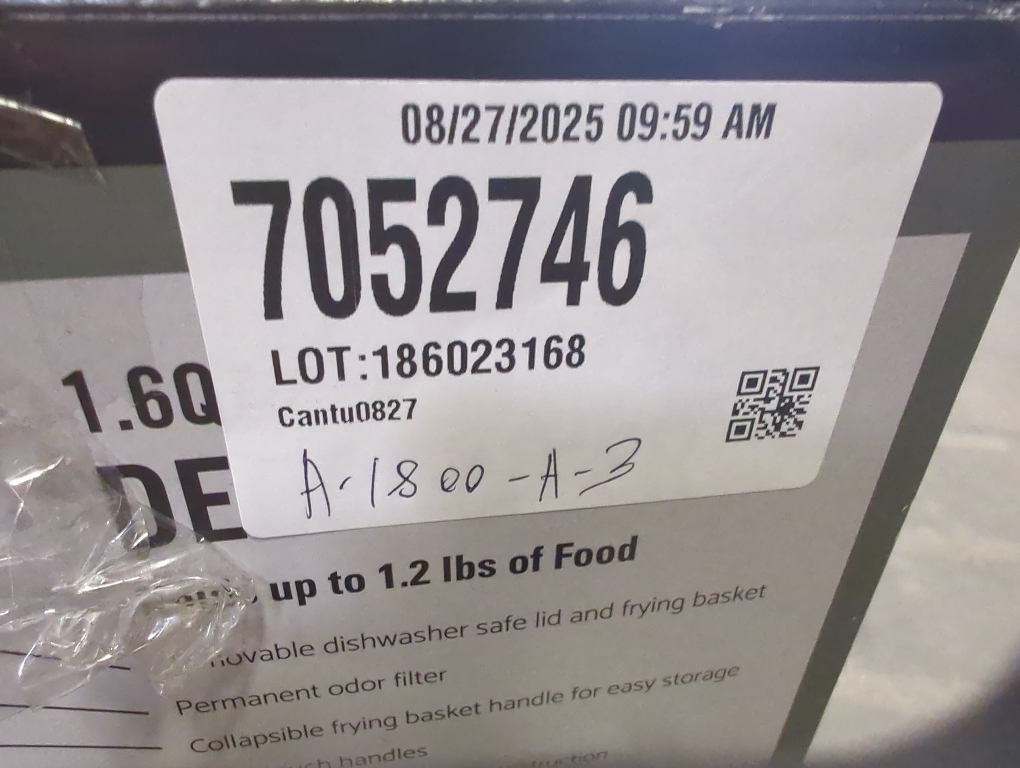 08/27/2025 09:59 AM
7052746
LOT:186023168
Cantu0827
A-1800-A-3
1.6Q
DE
up to 1.2 lbs of Food
movable dishwasher safe lid and frying basket
Permanent odor filter
Collapsible frying basket handle for easy storage
ch handles
truction